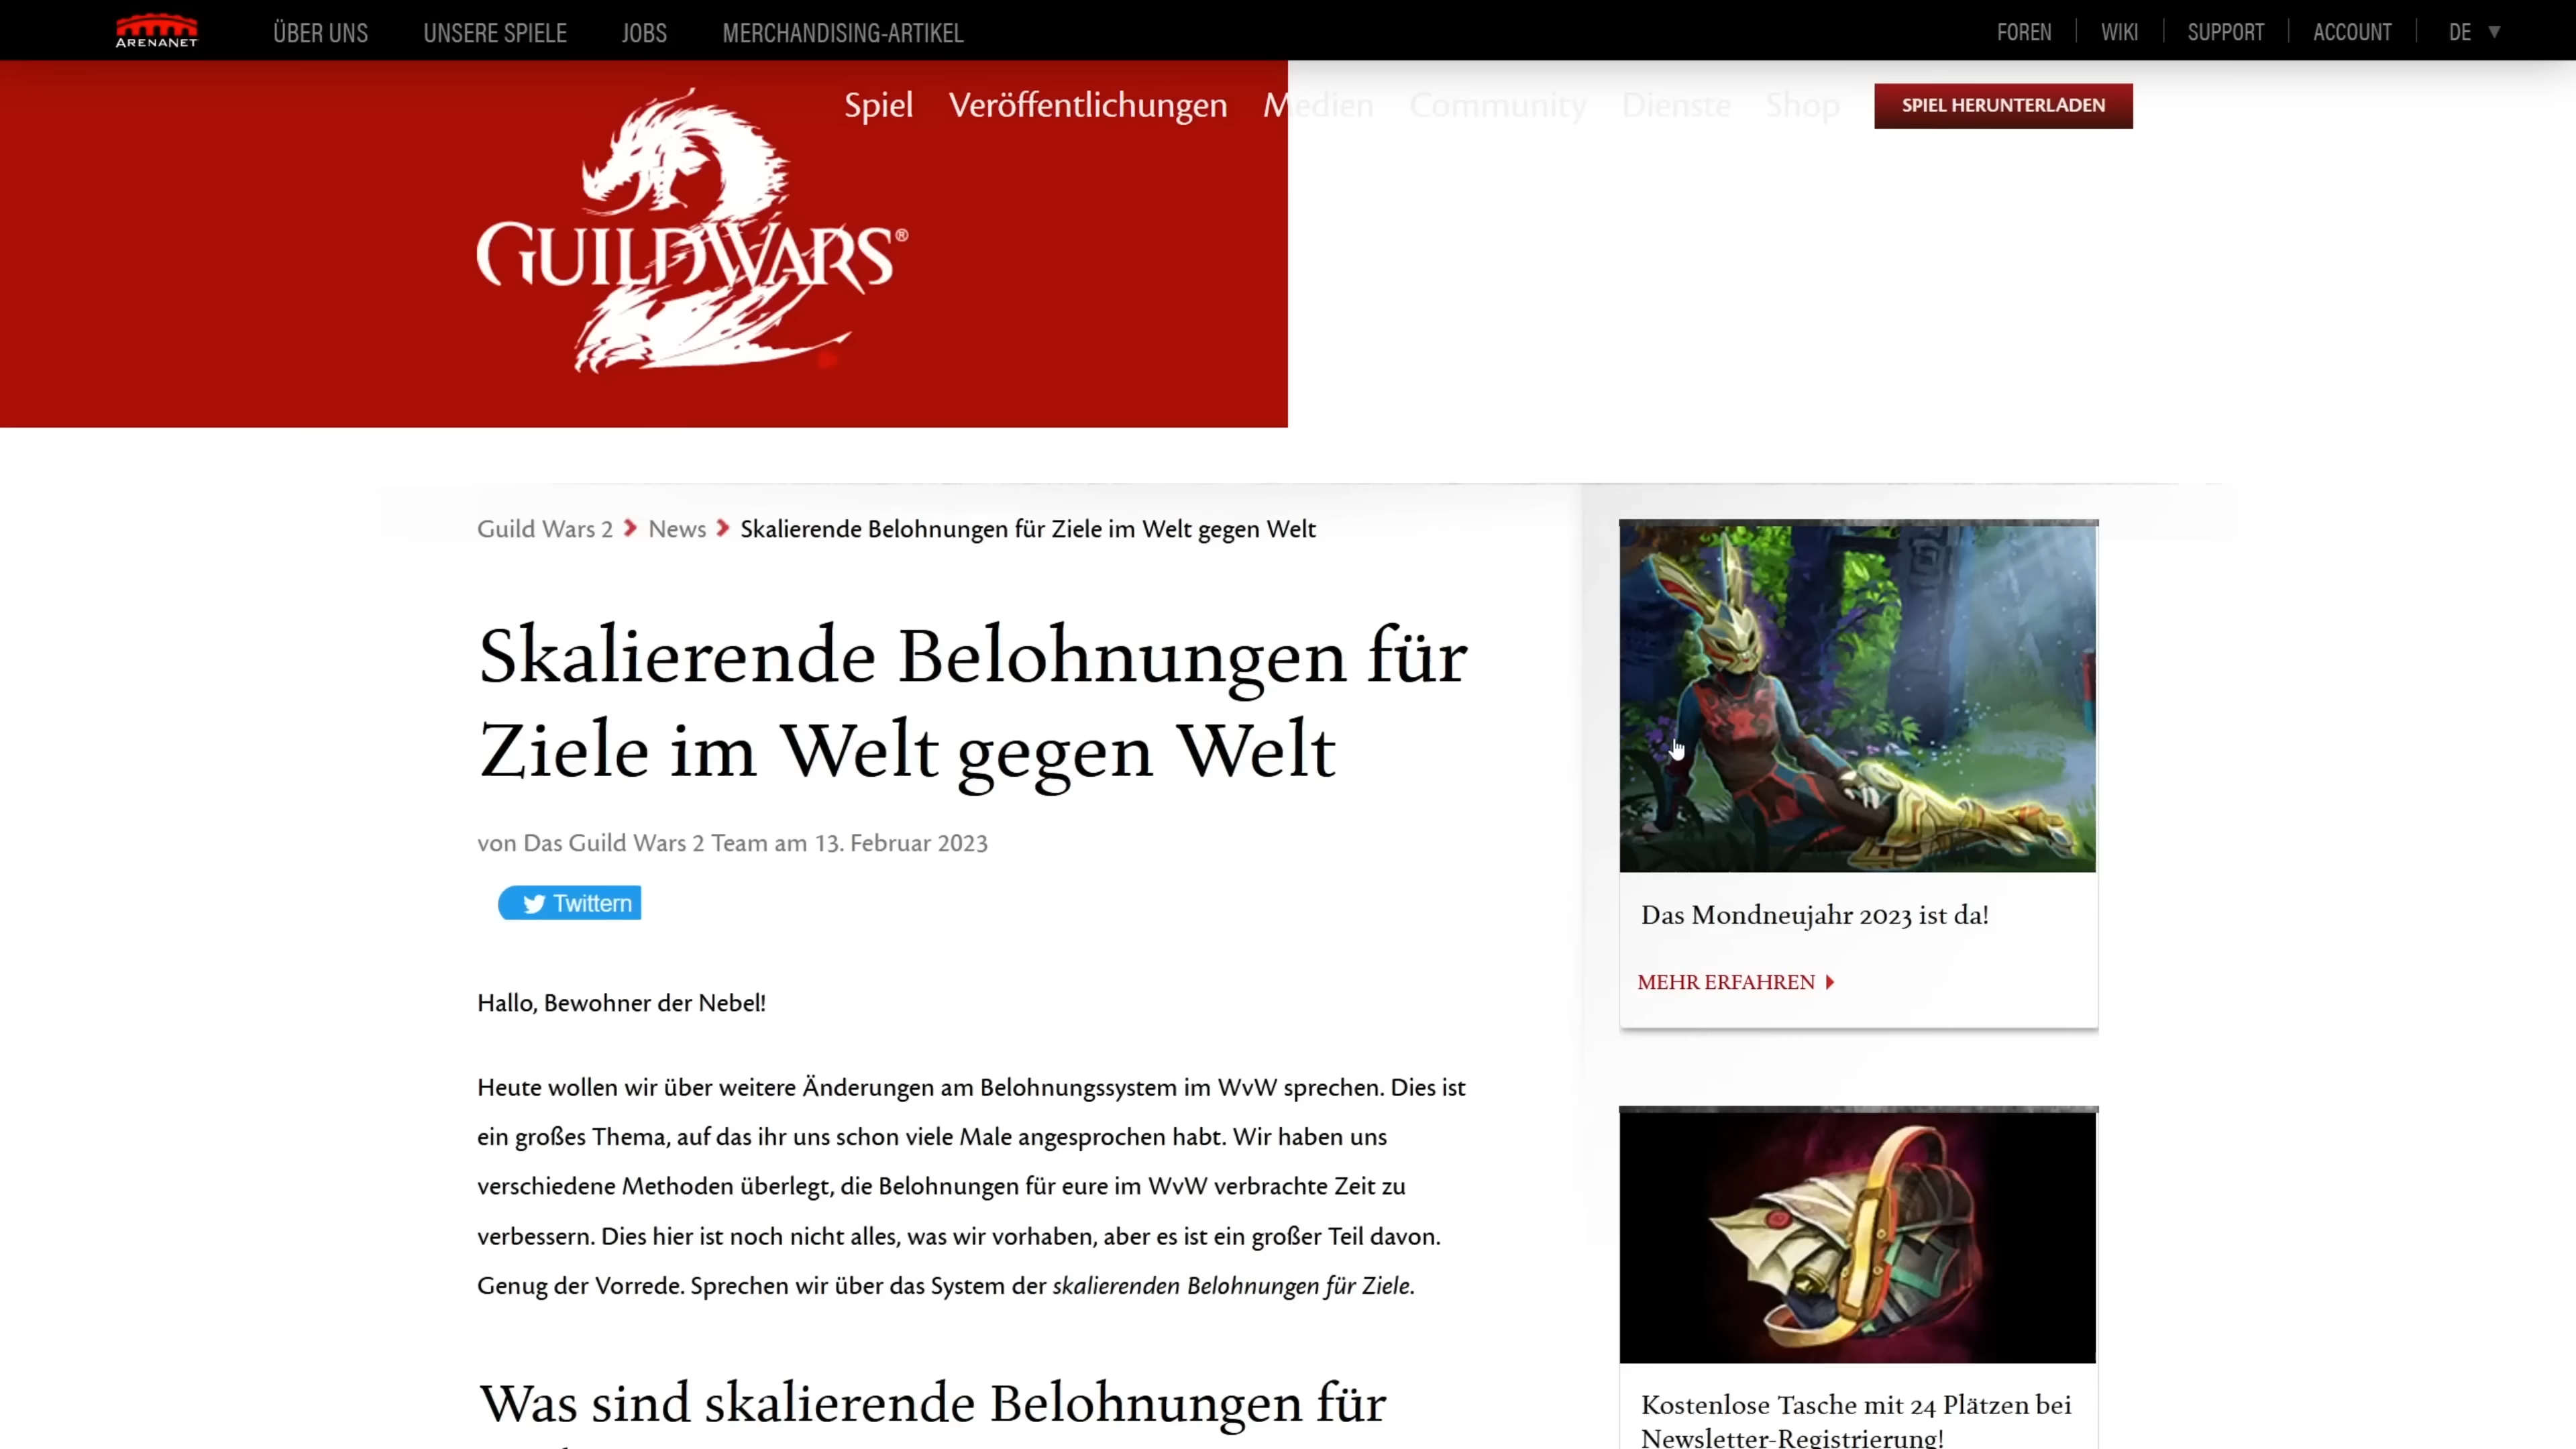 ARENANET
ÜBER UNS
UNSERE SPIELE
JOBS
MERCHANDISING-ARTIKEL
FOREN
WIKI
SUPPORT
ACCOUNT
DE
Spiel
Veröffentlichungen
Medien
Community
Dienste
Shop
SPIEL HERUNTERLADEN
GUILDWARS®
2
Guild Wars 2 News Skalierende Belohnungen für Ziele im Welt gegen Welt
Skalierende Belohnungen für
Ziele im Welt gegen Welt
von Das Guild Wars 2 Team am 13. Februar 2023
Twittern
Hallo, Bewohner der Nebel!
Heute wollen wir über weitere Änderungen am Belohnungssystem im WvW sprechen. Dies ist
ein großes Thema, auf das ihr uns schon viele Male angesprochen habt. Wir haben uns
verschiedene Methoden überlegt, die Belohnungen für eure im WvW verbrachte Zeit zu
verbessern. Dies hier ist noch nicht alles, was wir vorhaben, aber es ist ein großer Teil davon.
Genug der Vorrede. Sprechen wir über das System der skalierenden Belohnungen für Ziele.
Was sind skalierende Belohnungen für
Das Mondneujahr 2023 ist da!
MEHR ERFAHREN
Kostenlose Tasche mit 24 Plätzen bei
Newsletter-Registrierung!